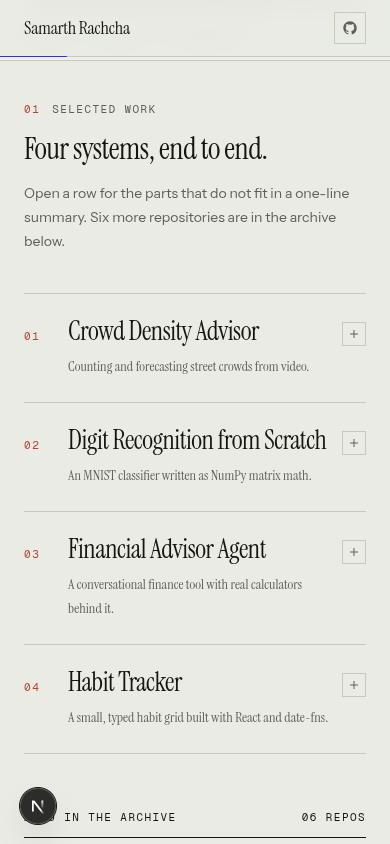 Samarth Rachcha
01 SELECTED WORK
Four systems, end to end.
Open a row for the parts that do not fit in a one-line
summary. Six more repositories are in the archive
below.
01 Crowd Density Advisor
Counting and forecasting street crowds from video.
02 Digit Recognition from Scratch
An MNIST classifier written as NumPy matrix math.
03 Financial Advisor Agent
A conversational finance tool with real calculators
behind it.
04 Habit Tracker
A small, typed habit grid built with React and date-fns.
N
IN THE ARCHIVE 06 REPOS